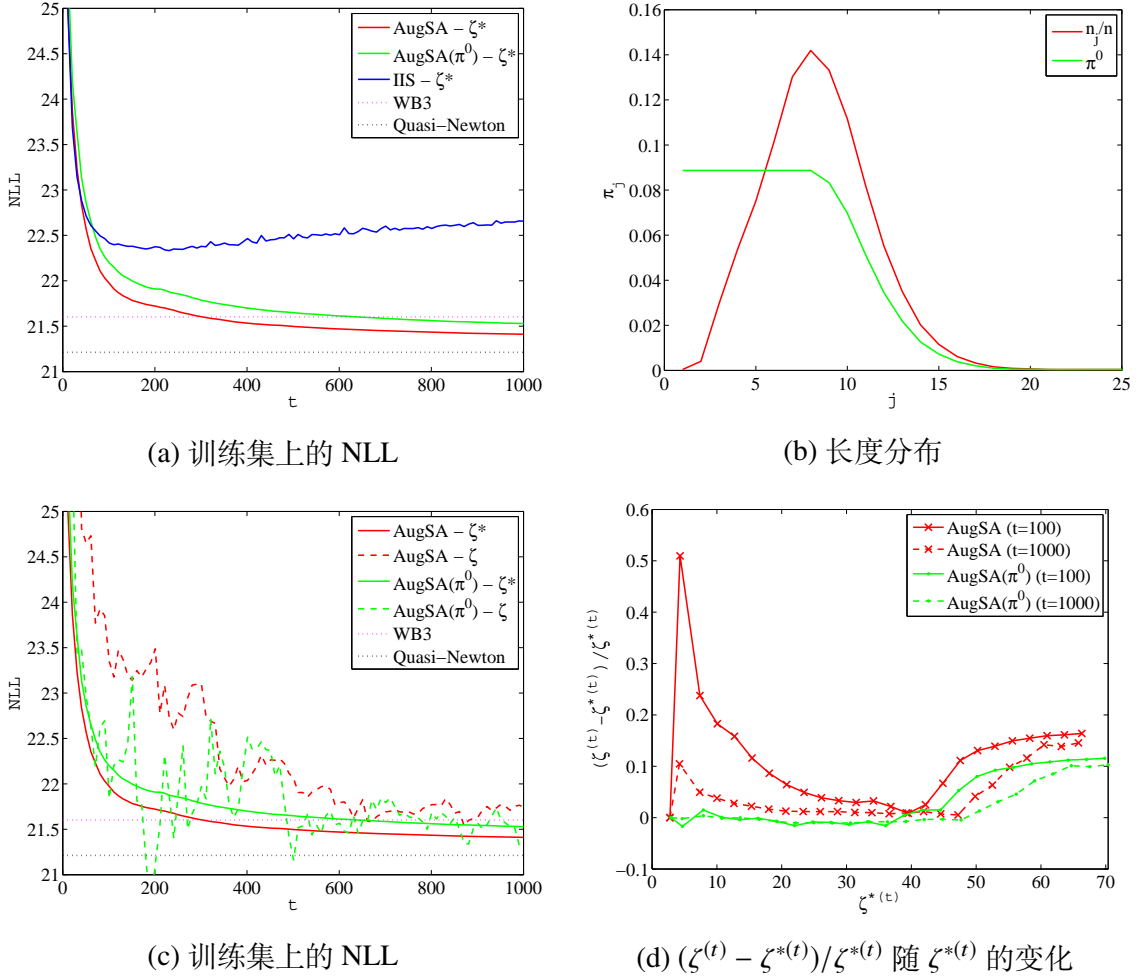 25
24.5
24
23.5
23
22.5
22
21.5
21
NLL
0
200
400
600
800
1000
t
AugSA − ζ*
AugSA(π⁰) − ζ*
IIS − ζ*
WB3
Quasi−Newton
(a) 训练集上的 NLL
0.16
0.14
0.12
0.1
0.08
0.06
0.04
0.02
0
π_j
0
5
10
15
20
25
j
n_j/n
π⁰
(b) 长度分布
25
24.5
24
23.5
23
22.5
22
21.5
21
NLL
0
200
400
600
800
1000
t
AugSA − ζ*
AugSA − ζ
AugSA(π⁰) − ζ*
AugSA(π⁰) − ζ
WB3
Quasi−Newton
(c) 训练集上的 NLL
0.6
0.5
0.4
0.3
0.2
0.1
0
−0.1
(ζ^(t) −ζ*^(t)) /ζ*^(t)
0
10
20
30
40
50
60
70
ζ*^(t)
AugSA (t=100)
AugSA (t=1000)
AugSA(π⁰) (t=100)
AugSA(π⁰) (t=1000)
(d) (ζ^(t) − ζ*^(t))/ζ*^(t) 随 ζ*^(t) 的变化